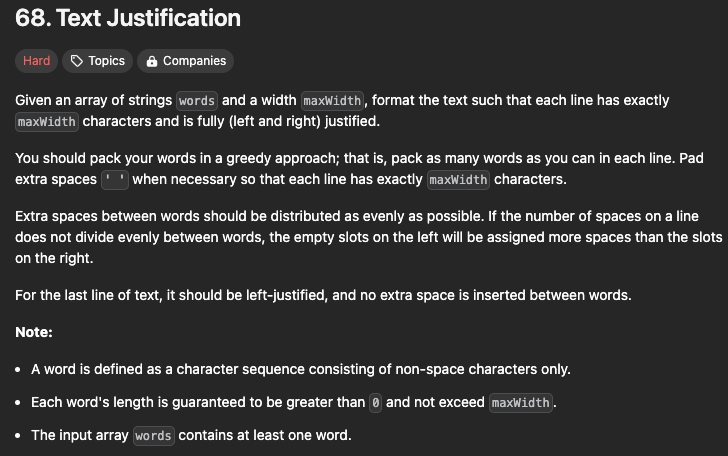 68. Text Justification
Hard Topics Companies
Given an array of strings words and a width maxWidth, format the text such that each line has exactly
maxWidth characters and is fully (left and right) justified.
You should pack your words in a greedy approach; that is, pack as many words as you can in each line. Pad
extra spaces ' ' when necessary so that each line has exactly maxWidth characters.
Extra spaces between words should be distributed as evenly as possible. If the number of spaces on a line
does not divide evenly between words, the empty slots on the left will be assigned more spaces than the slots
on the right.
For the last line of text, it should be left-justified, and no extra space is inserted between words.
Note:
• A word is defined as a character sequence consisting of non-space characters only.
• Each word's length is guaranteed to be greater than 0 and not exceed maxWidth.
• The input array words contains at least one word.